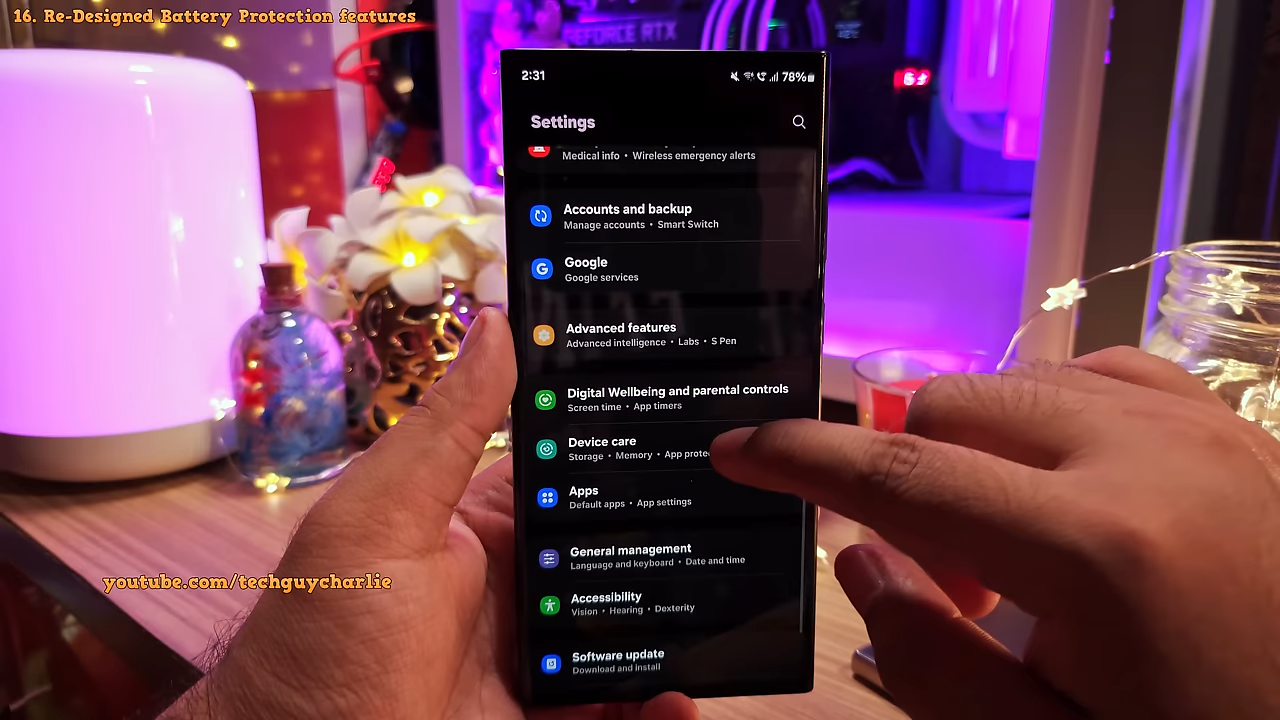 16. Re-Designed Battery Protection features
GEFORCE RTX
2:31
78%
Settings
Medical info • Wireless emergency alerts
Accounts and backup
Manage accounts • Smart Switch
Google
Google services
Advanced features
Advanced intelligence • Labs • S Pen
Digital Wellbeing and parental controls
Screen time • App timers
Device care
Storage • Memory • App prote
Apps
Default apps • App settings
General management
Language and keyboard • Date and time
Accessibility
Vision • Hearing • Dexterity
Software update
Download and install
youtube.com/techguycharlie